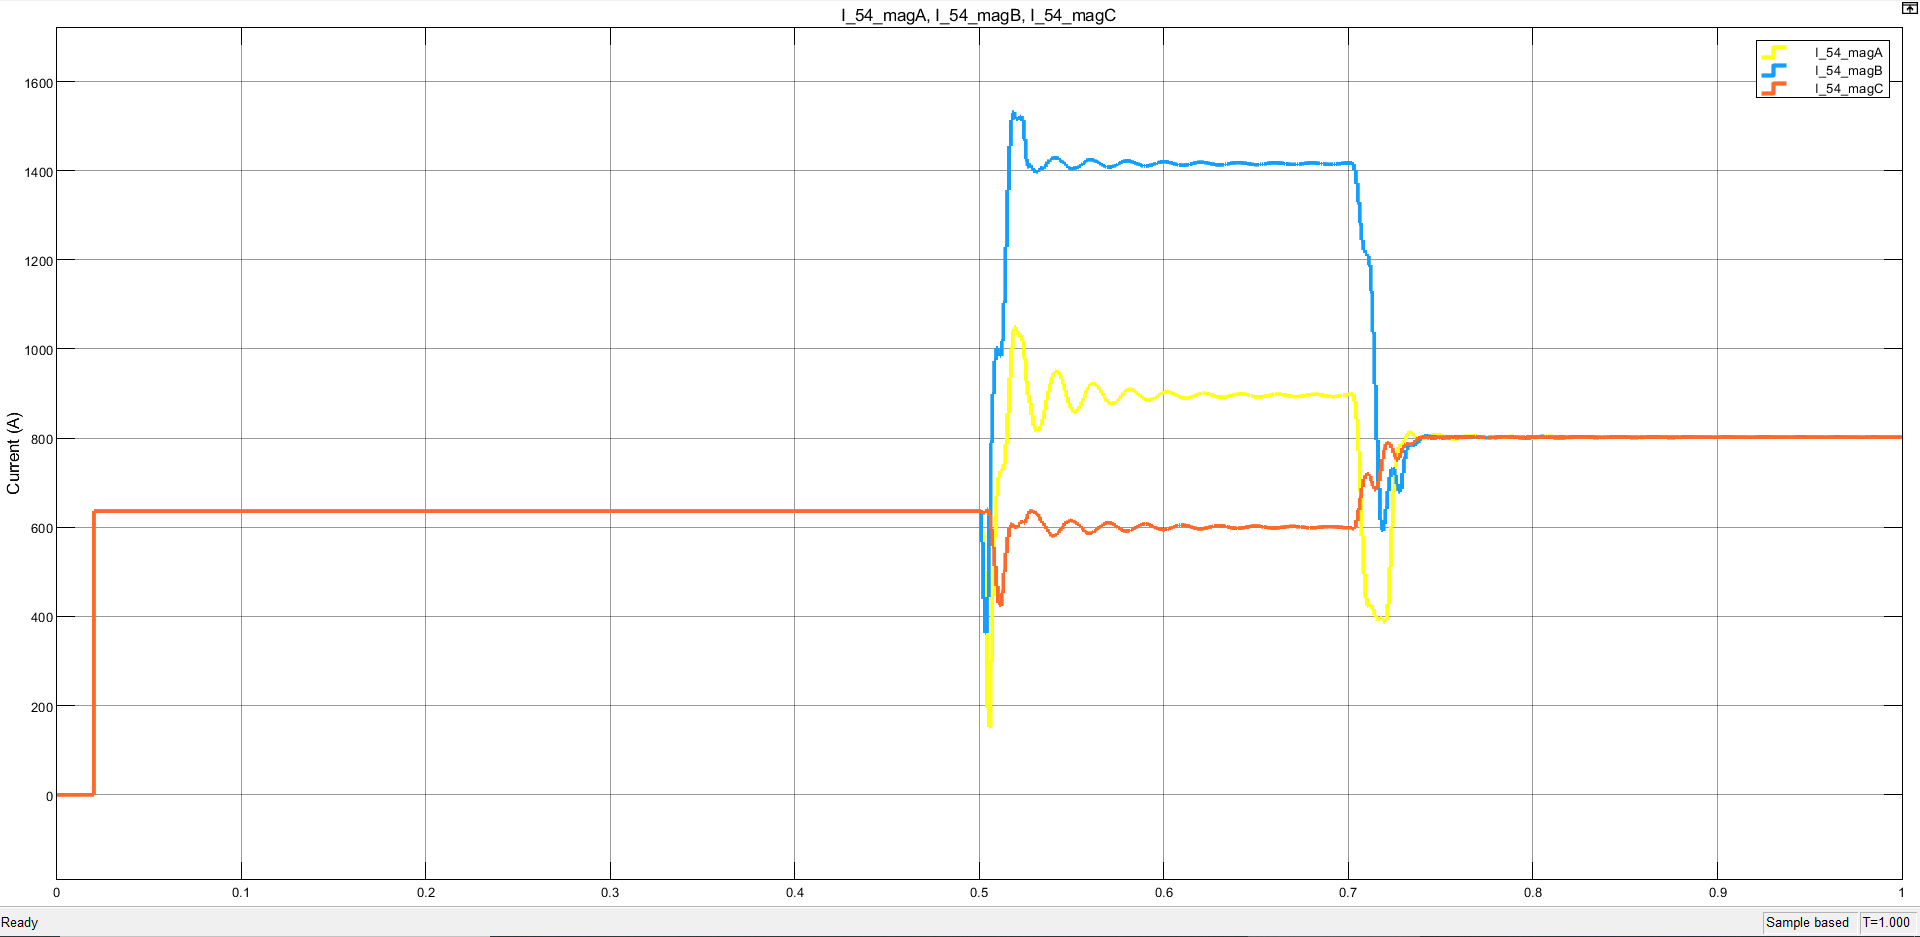 I_54_magA, I_54_magB, I_54_magC
I_54_magA
I_54_magB
I_54_magC
1600
1400
1200
1000
800
600
400
200
0
Current (A)
0 0.1 0.2 0.3 0.4 0.5 0.6 0.7 0.8 0.9 1
Ready Sample based T=1.000